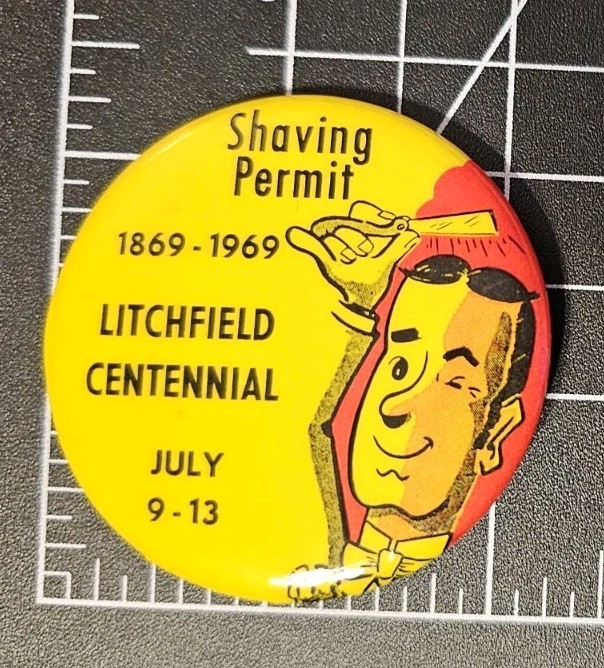 Shaving
Permit
1869-1969
LITCHFIELD
CENTENNIAL
JULY
9-13